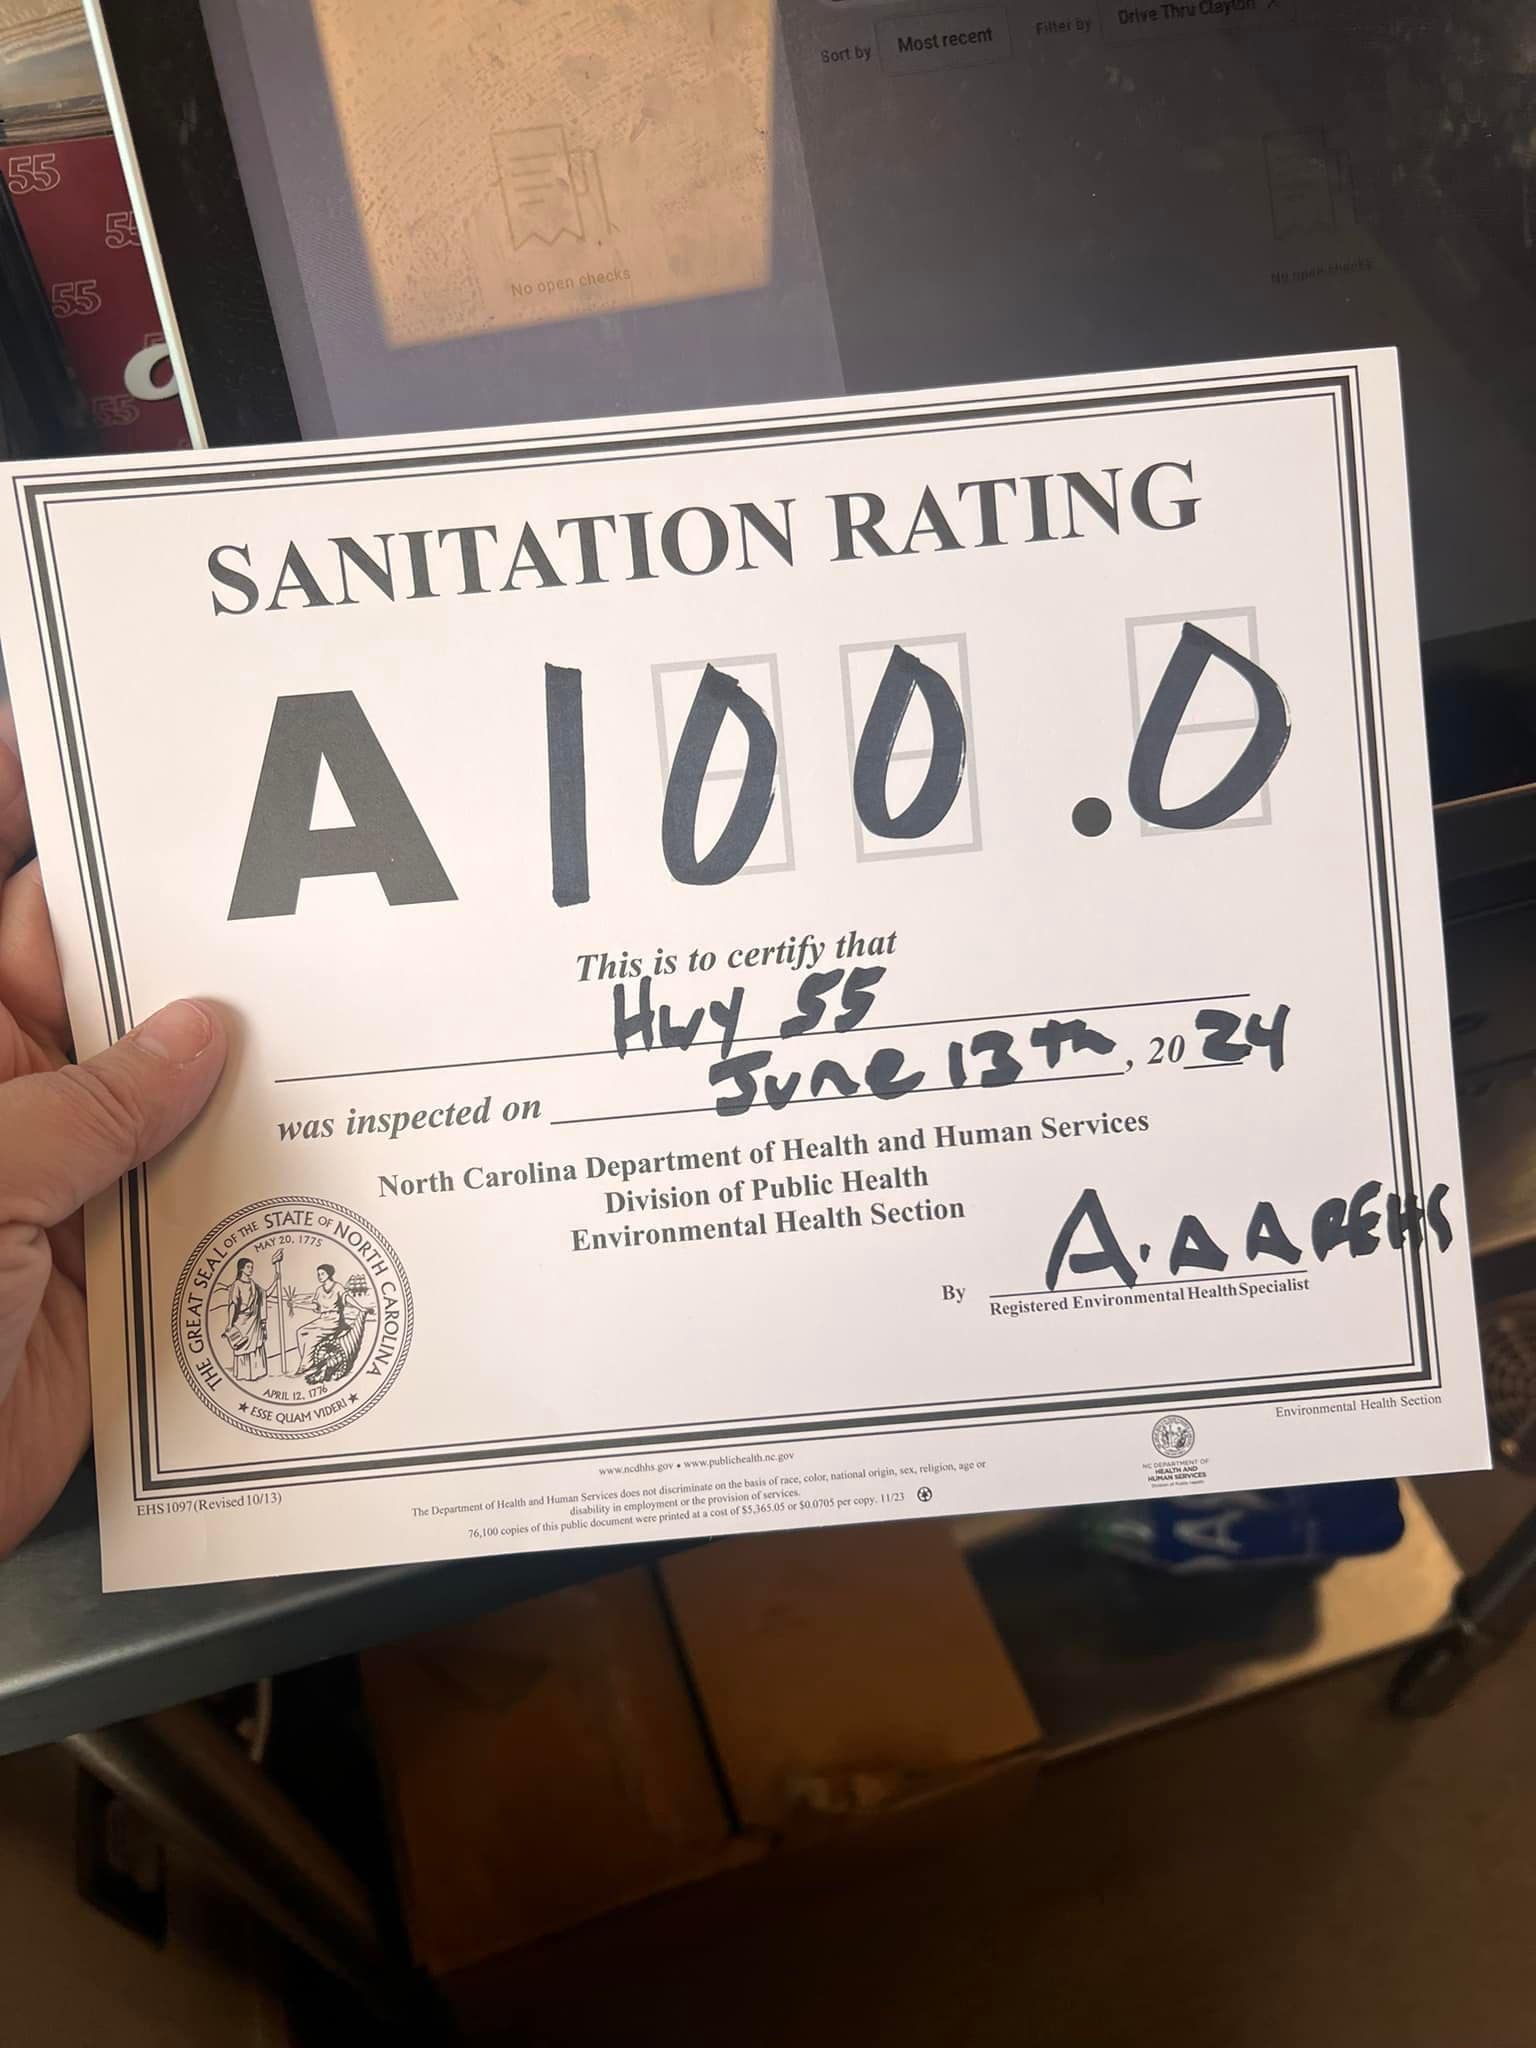 Sort by Most recent Filter by Drive Thru Clayton
No open checks
No open checks
55
55
55
55
SANITATION RATING
A 100.0
This is to certify that
Hwy 55
was inspected on June 13th, 2024
North Carolina Department of Health and Human Services
Division of Public Health
Environmental Health Section
By A.AAREHS
Registered Environmental Health Specialist
THE GREAT SEAL OF THE STATE OF NORTH CAROLINA
MAY 20, 1775
APRIL 12, 1776
★ ESSE QUAM VIDERI ★
EHS1097 (Revised 10/13)
www.ncdhhs.gov • www.publichealth.nc.gov
The Department of Health and Human Services does not discriminate on the basis of race, color, national origin, sex, religion, age or
disability in employment or the provision of services.
76,100 copies of this public document were printed at a cost of $5,365.05 or $0.0705 per copy. 11/23
NC DEPARTMENT OF
HEALTH AND
HUMAN SERVICES
Division of Public Health
Environmental Health Section